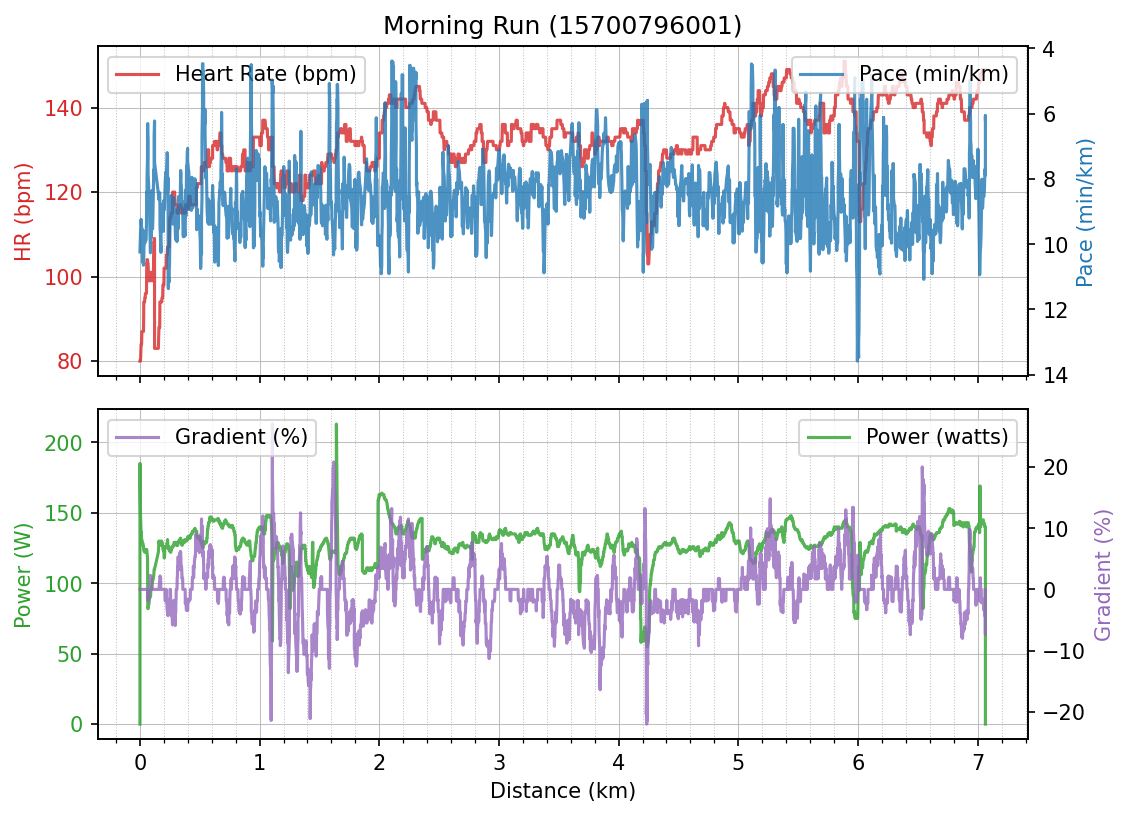 Morning Run (15700796001)
Heart Rate (bpm)
Pace (min/km)
HR (bpm)
140
120
100
80
Pace (min/km)
4
6
8
10
12
14
Gradient (%)
Power (watts)
Power (W)
200
150
100
50
0
Gradient (%)
20
10
0
−10
−20
0 1 2 3 4 5 6 7
Distance (km)